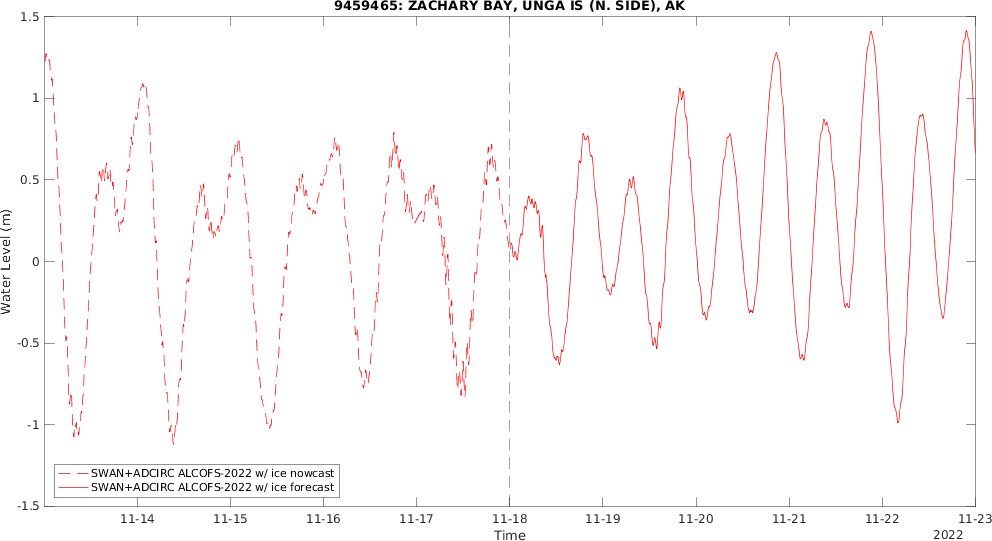 9459465: ZACHARY BAY, UNGA IS (N. SIDE), AK
1.5
1
0.5
0
-0.5
-1
-1.5
Water Level (m)
SWAN+ADCIRC ALCOFS-2022 w/ ice nowcast
SWAN+ADCIRC ALCOFS-2022 w/ ice forecast
11-14 11-15 11-16 11-17 11-18 11-19 11-20 11-21 11-22 11-23
Time
2022